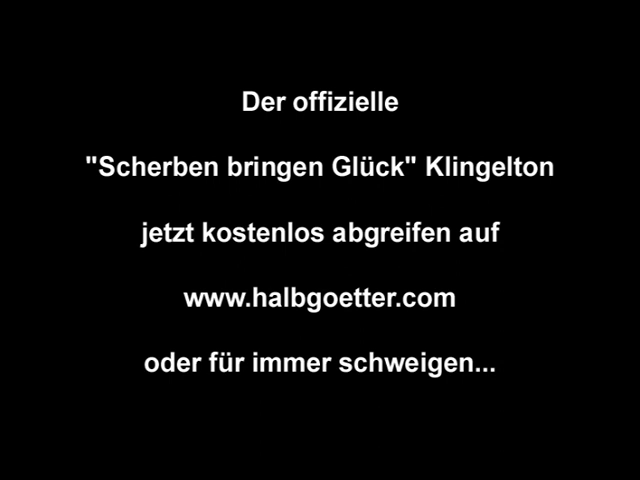 Der offizielle
"Scherben bringen Glück" Klingelton
jetzt kostenlos abgreifen auf
www.halbgoetter.com
oder für immer schweigen...